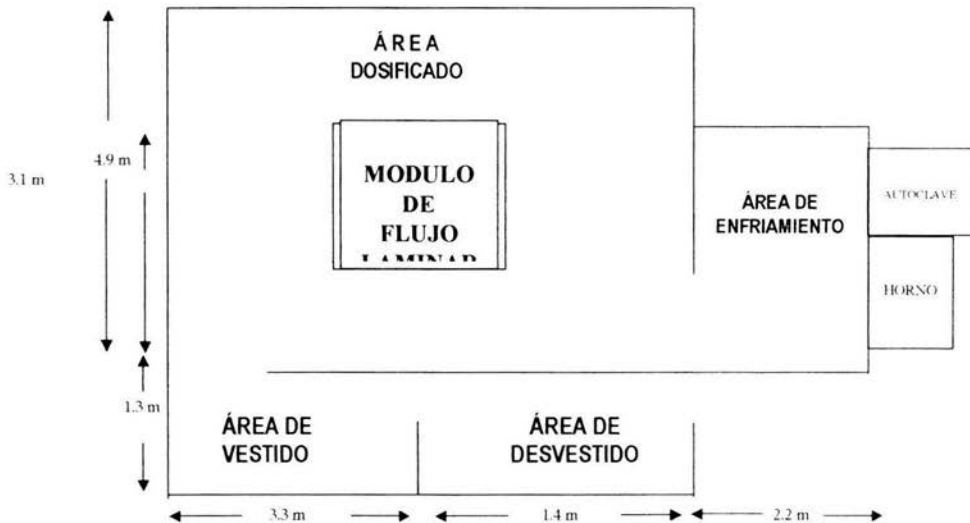 ÁREA
DOSIFICADO
4.9 m
3.1 m
MODULO
DE
FLUJO
LAMINAR
ÁREA DE
ENFRIAMIENTO
AUTOCLAVE
HORNO
1.3 m
ÁREA DE
VESTIDO
ÁREA DE
DESVESTIDO
3.3 m
1.4 m
2.2 m